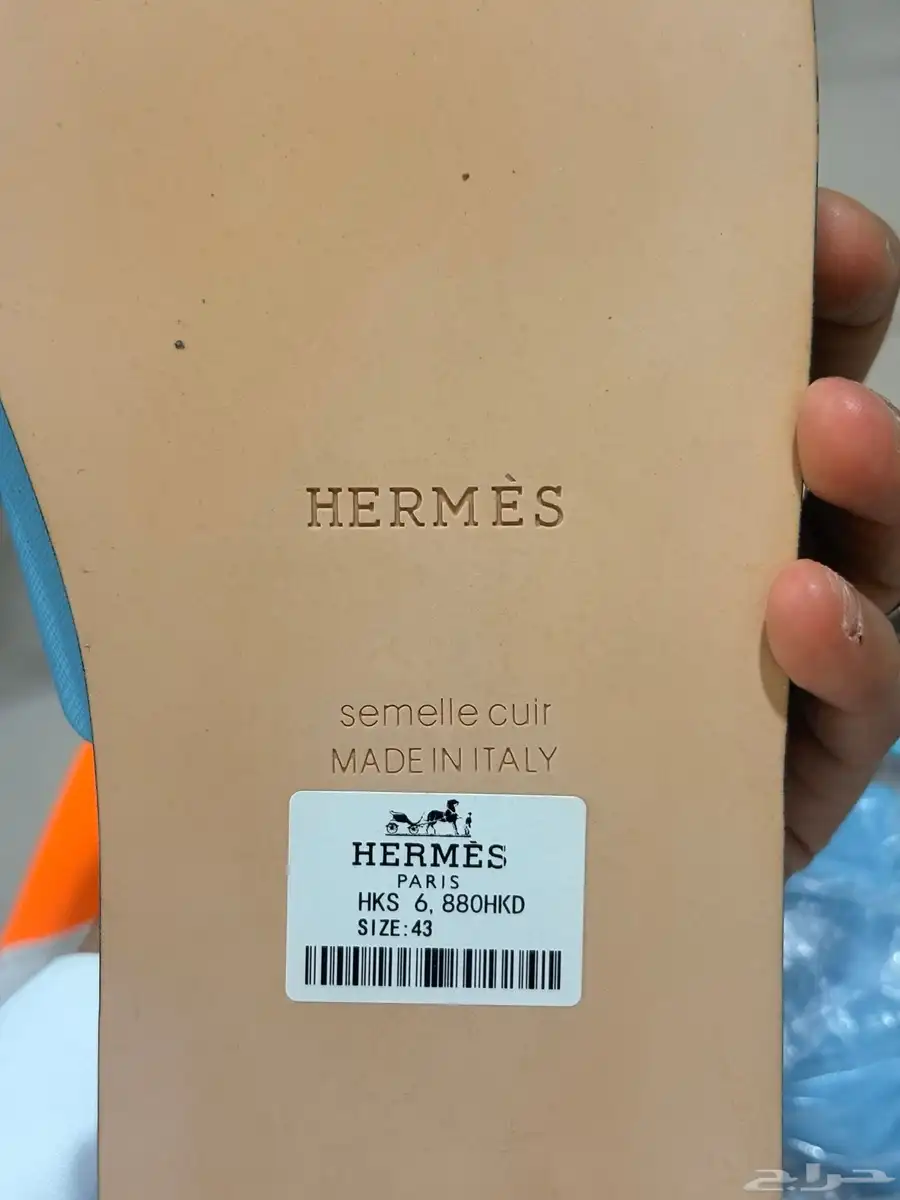 HERMÈS
semelle cuir
MADE IN ITALY
HERMÈS
PARIS
HKS 6,880HKD
SIZE:43
حراج